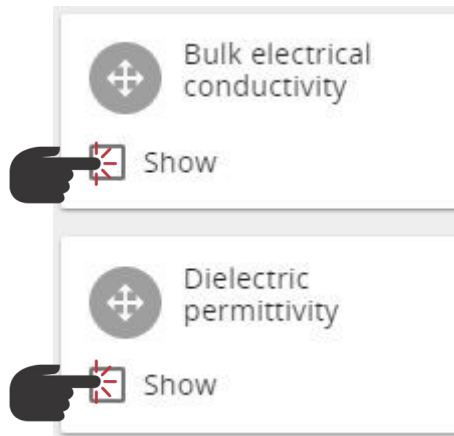 Bulk electrical
conductivity
Show
Dielectric
permittivity
Show